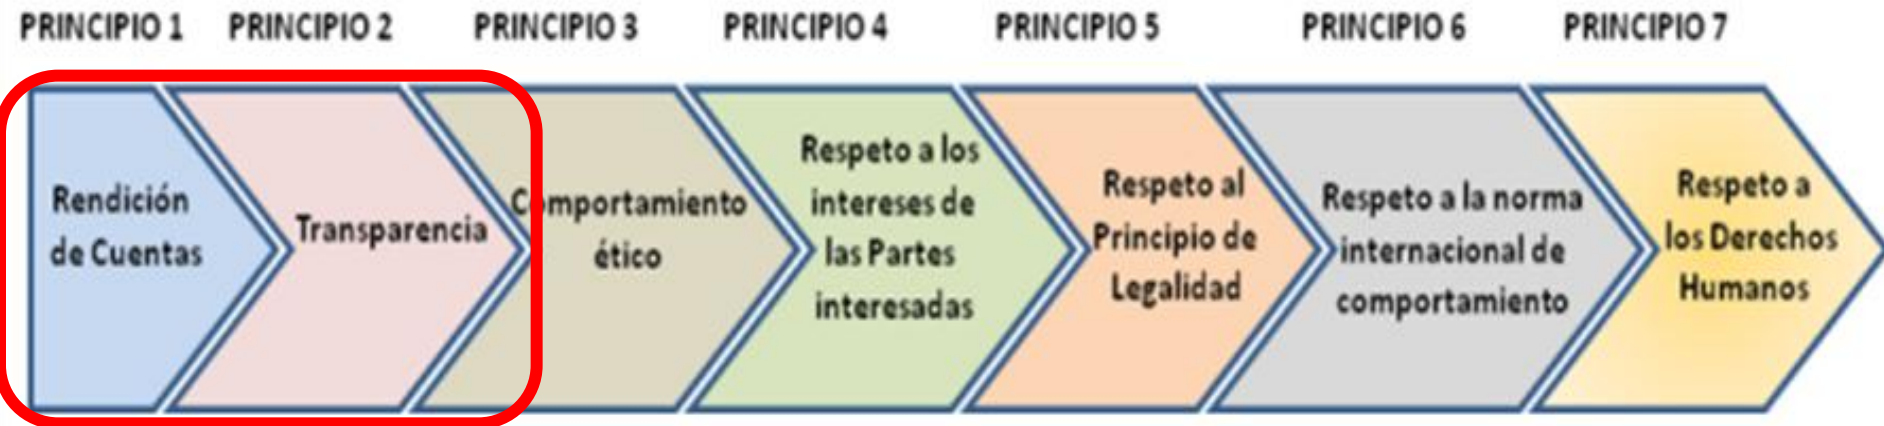 PRINCIPIO 1
PRINCIPIO 2
PRINCIPIO 3
PRINCIPIO 4
PRINCIPIO 5
PRINCIPIO 6
PRINCIPIO 7
Rendición
de Cuentas
Transparencia
Comportamiento
ético
Respeto a los
intereses de
las Partes
interesadas
Respeto al
Principio de
Legalidad
Respeto a la norma
internacional de
comportamiento
Respeto a
los Derechos
Humanos